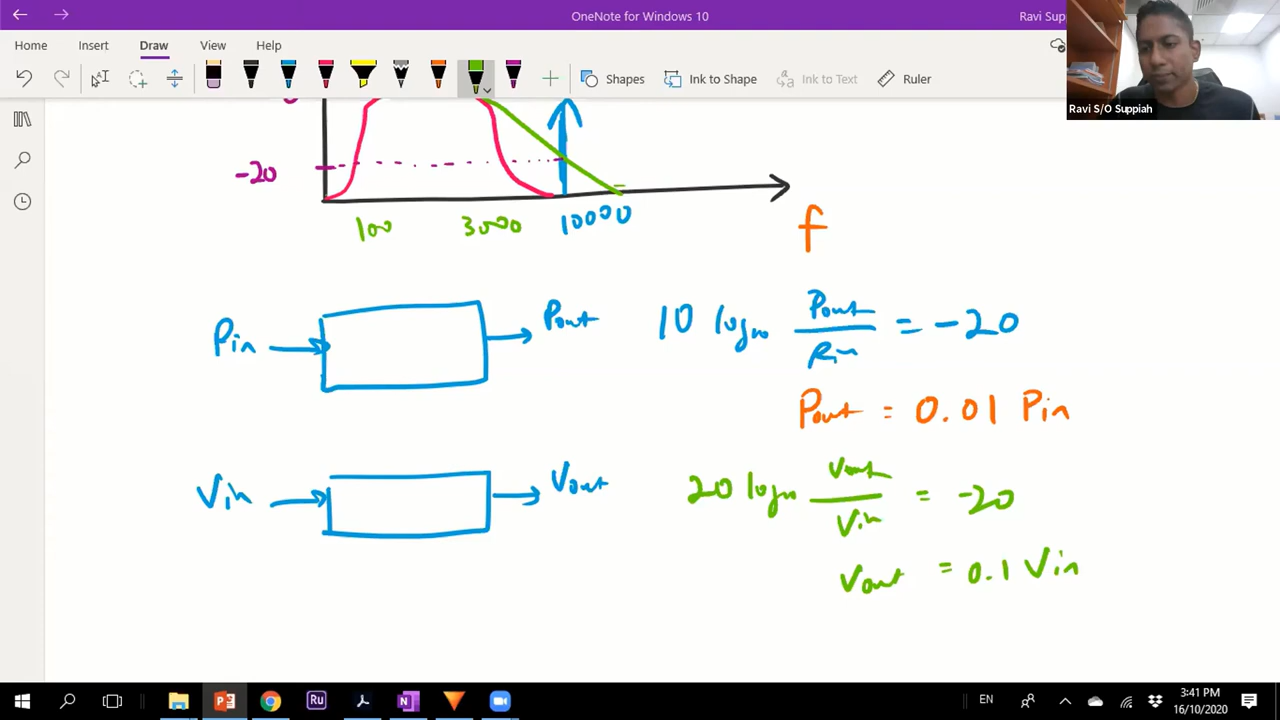 OneNote for Windows 10
Ravi Sup
Home Insert Draw View Help
Shapes Ink to Shape Ink to Text Ruler
Ravi S/O Suppiah
-20
100 3000 10000
f
Pin Pout 10 log10 Pout/Pin = -20
Pout = 0.01 Pin
Vin Vout 20 log10 Vout/Vin = -20
Vout = 0.1 Vin
Ru
EN
3:41 PM
16/10/2020